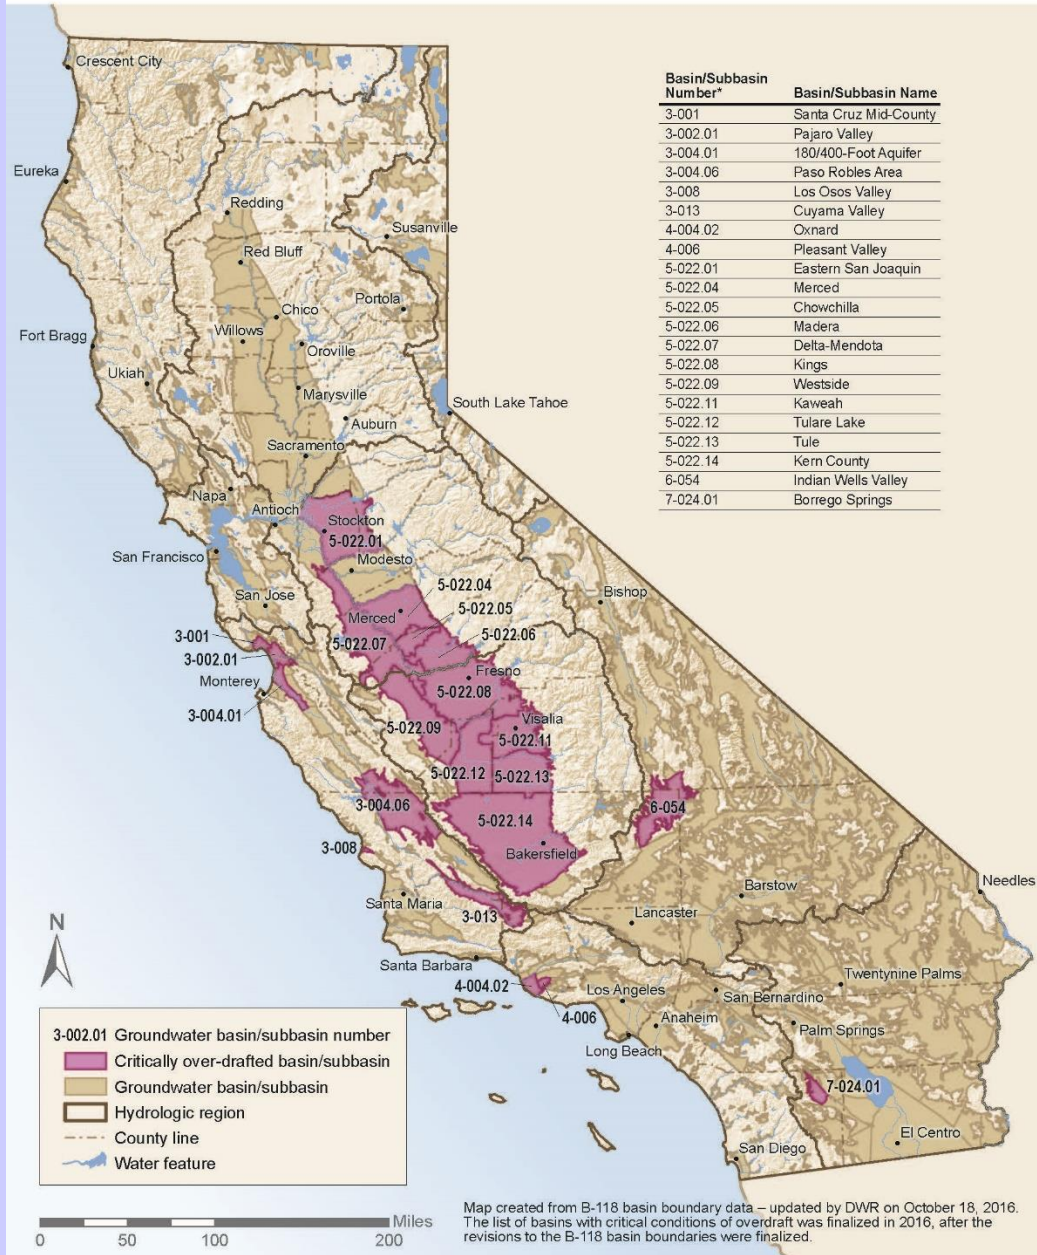 Crescent City
Eureka
Redding
Susanville
Red Bluff
Portola
Chico
Willows
Fort Bragg
Oroville
Ukiah
Marysville
South Lake Tahoe
Auburn
Sacramento
Napa
Antioch
Stockton
5-022.01
San Francisco
Modesto
San Jose
5-022.04
Bishop
5-022.05
Merced
3-001
5-022.06
5-022.07
3-002.01
Fresno
Monterey
5-022.08
3-004.01
Visalia
5-022.09
5-022.11
5-022.12
5-022.13
3-004.06
6-054
5-022.14
3-008
Bakersfield
Needles
Barstow
Santa Maria
3-013
Lancaster
Santa Barbara
Twentynine Palms
4-004.02
Los Angeles
San Bernardino
4-006
Anaheim
Palm Springs
Long Beach
7-024.01
El Centro
San Diego
Basin/Subbasin
Number* Basin/Subbasin Name
3-001 Santa Cruz Mid-County
3-002.01 Pajaro Valley
3-004.01 180/400-Foot Aquifer
3-004.06 Paso Robles Area
3-008 Los Osos Valley
3-013 Cuyama Valley
4-004.02 Oxnard
4-006 Pleasant Valley
5-022.01 Eastern San Joaquin
5-022.04 Merced
5-022.05 Chowchilla
5-022.06 Madera
5-022.07 Delta-Mendota
5-022.08 Kings
5-022.09 Westside
5-022.11 Kaweah
5-022.12 Tulare Lake
5-022.13 Tule
5-022.14 Kern County
6-054 Indian Wells Valley
7-024.01 Borrego Springs
N
3-002.01 Groundwater basin/subbasin number
Critically over-drafted basin/subbasin
Groundwater basin/subbasin
Hydrologic region
County line
Water feature
Miles
0 50 100 200
Map created from B-118 basin boundary data – updated by DWR on October 18, 2016.
The list of basins with critical conditions of overdraft was finalized in 2016, after the
revisions to the B-118 basin boundaries were finalized.